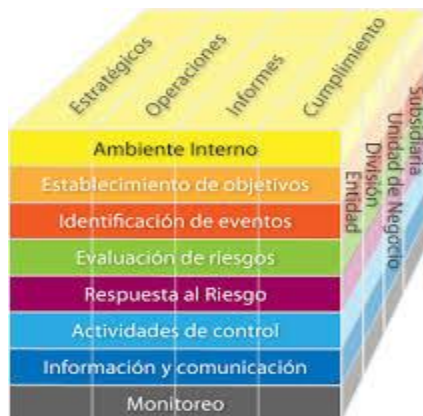 Estratégicos
Operaciones
Informes
Cumplimiento
Ambiente Interno
Establecimiento de objetivos
Identificación de eventos
Evaluación de riesgos
Respuesta al Riesgo
Actividades de control
Información y comunicación
Monitoreo
Entidad
División
Unidad de Negocio
Subsidiaria